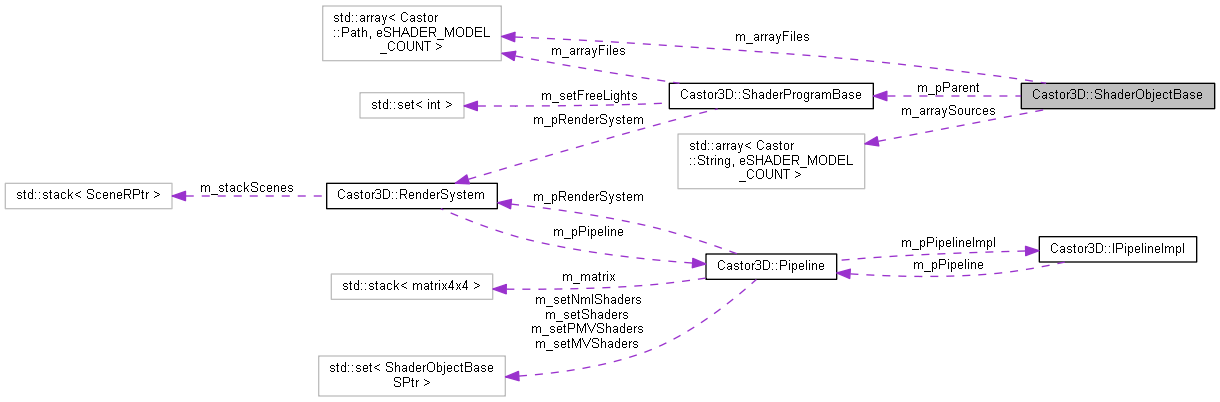 std::array< Castor
::Path, eSHADER_MODEL
_COUNT >
m_arrayFiles
m_arrayFiles
std::set< int >
m_setFreeLights
Castor3D::ShaderProgramBase
m_pParent
Castor3D::ShaderObjectBase
m_arraySources
m_pRenderSystem
std::array< Castor
::String, eSHADER_MODEL
_COUNT >
std::stack< SceneRPtr >
m_stackScenes
Castor3D::RenderSystem
m_pRenderSystem
m_pPipeline
Castor3D::Pipeline
m_pPipelineImpl
m_pPipeline
Castor3D::IPipelineImpl
std::stack< matrix4x4 >
m_matrix
m_setNmlShaders
m_setShaders
m_setPMVShaders
m_setMVShaders
std::set< ShaderObjectBase
SPtr >